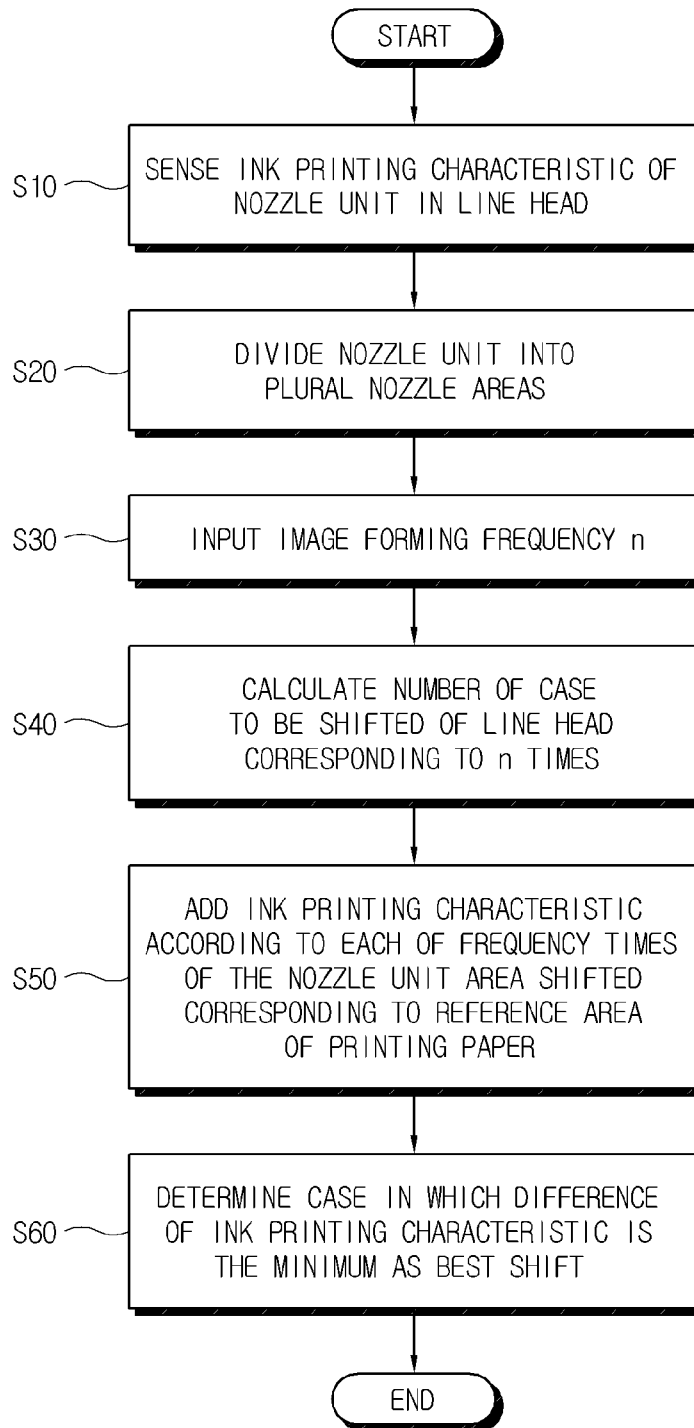 START
S10
SENSE INK PRINTING CHARACTERISTIC OF
NOZZLE UNIT IN LINE HEAD
S20
DIVIDE NOZZLE UNIT INTO
PLURAL NOZZLE AREAS
S30
INPUT IMAGE FORMING FREQUENCY n
S40
CALCULATE NUMBER OF CASE
TO BE SHIFTED OF LINE HEAD
CORRESPONDING TO n TIMES
S50
ADD INK PRINTING CHARACTERISTIC
ACCORDING TO EACH OF FREQUENCY TIMES
OF THE NOZZLE UNIT AREA SHIFTED
CORRESPONDING TO REFERENCE AREA
OF PRINTING PAPER
S60
DETERMINE CASE IN WHICH DIFFERENCE
OF INK PRINTING CHARACTERISTIC IS
THE MINIMUM AS BEST SHIFT
END